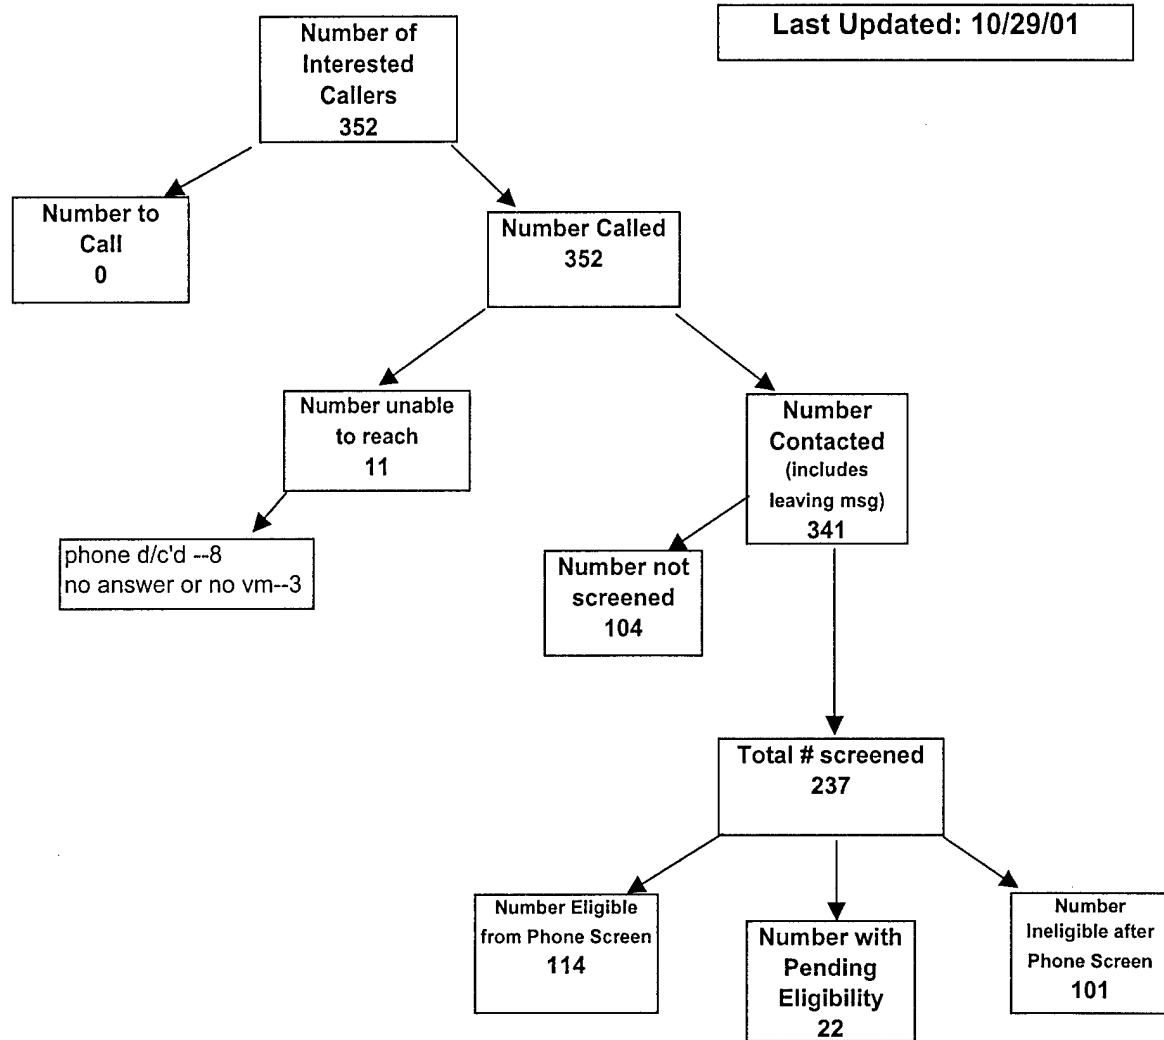 Last Updated: 10/29/01
Number of
Interested
Callers
352
Number to
Call
0
Number Called
352
Number unable
to reach
11
Number
Contacted
(includes
leaving msg)
341
phone d/c'd --8
no answer or no vm--3
Number not
screened
104
Total # screened
237
Number Eligible
from Phone Screen
114
Number with
Pending
Eligibility
22
Number
Ineligible after
Phone Screen
101